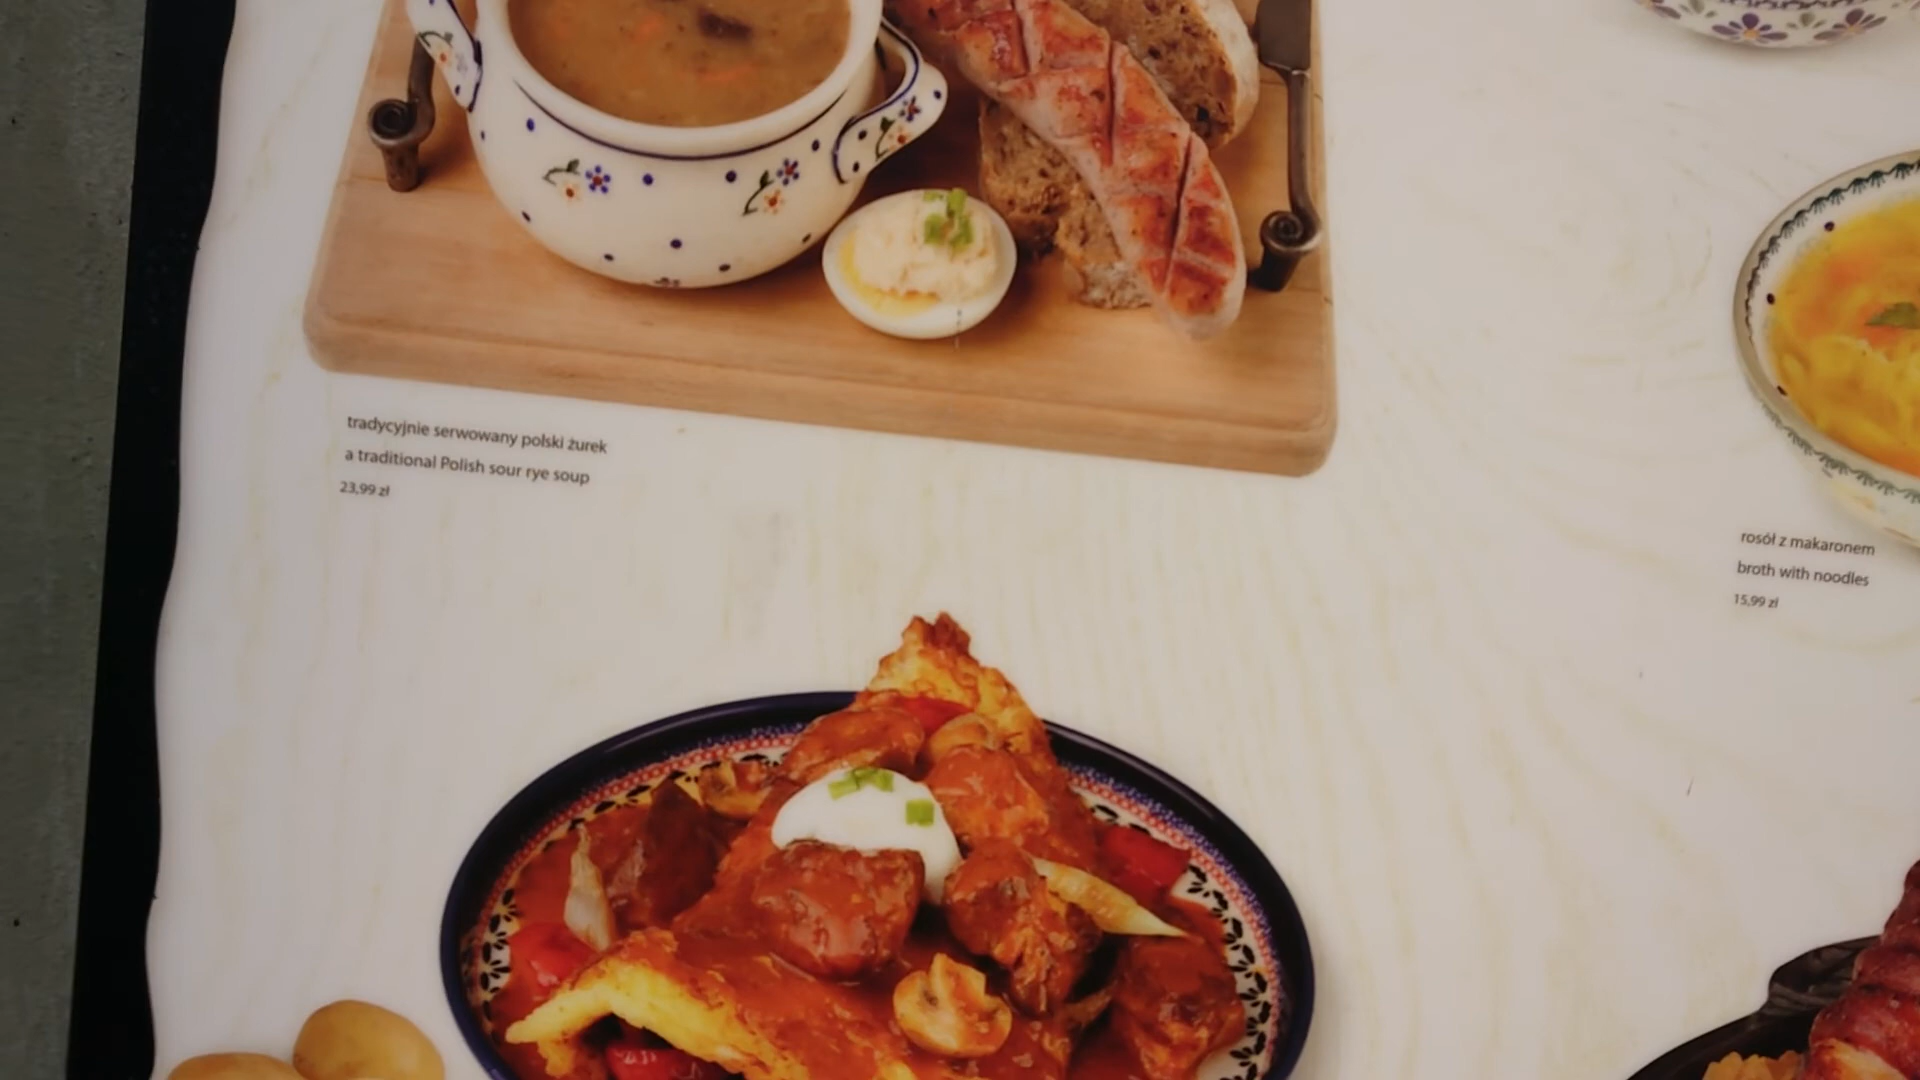 tradycyjnie serwowany polski żurek
a traditional Polish sour rye soup
23,99 zł
rosół z makaronem
broth with noodles
15,99 zł